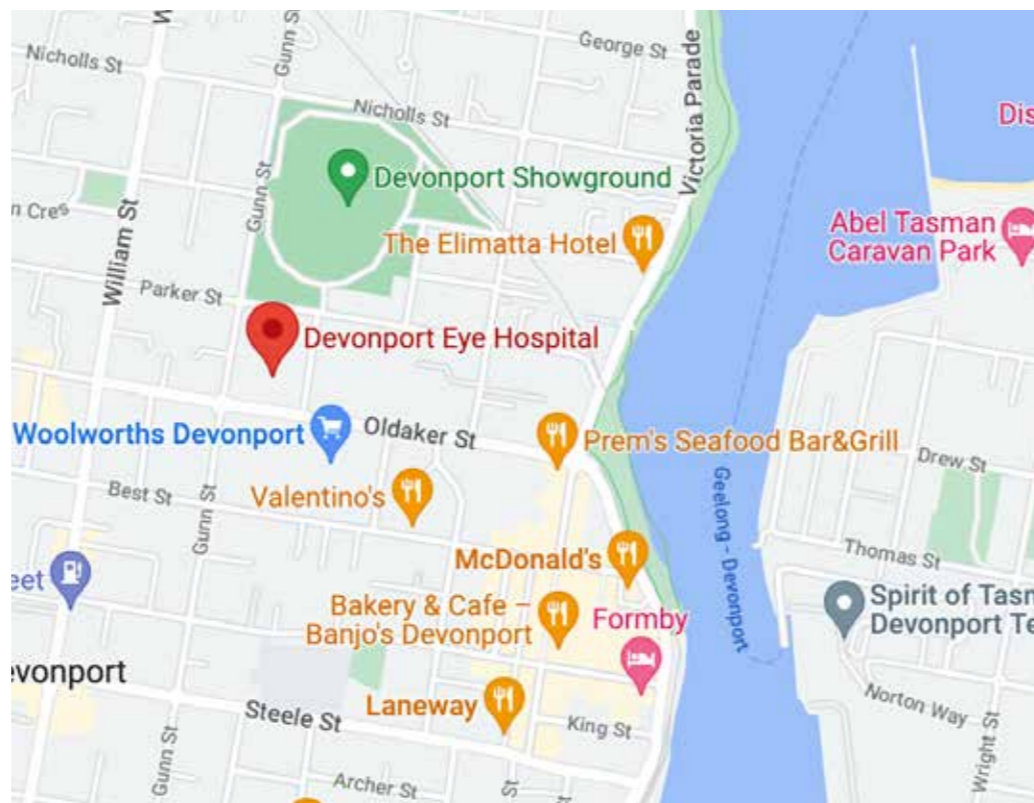 W
Gunn St
George St
Nicholls St
Victoria Parade
Dis
Nicholls St
Gunn St
Devonport Showground
n Cres
William St
The Elimatta Hotel
Abel Tasman
Caravan Park
Parker St
Devonport Eye Hospital
Woolworths Devonport
Oldaker St
Prem's Seafood Bar&Grill
Drew St
Best St
Valentino's
Gunn St
Geelong - Devonport
McDonald's
Thomas St
eet
Bakery & Cafe –
Banjo's Devonport
Formby
Spirit of Tasm
Devonport Te
evonport
Laneway
Steele St
King St
Norton Way
Wright St
Gunn St
Archer St
St